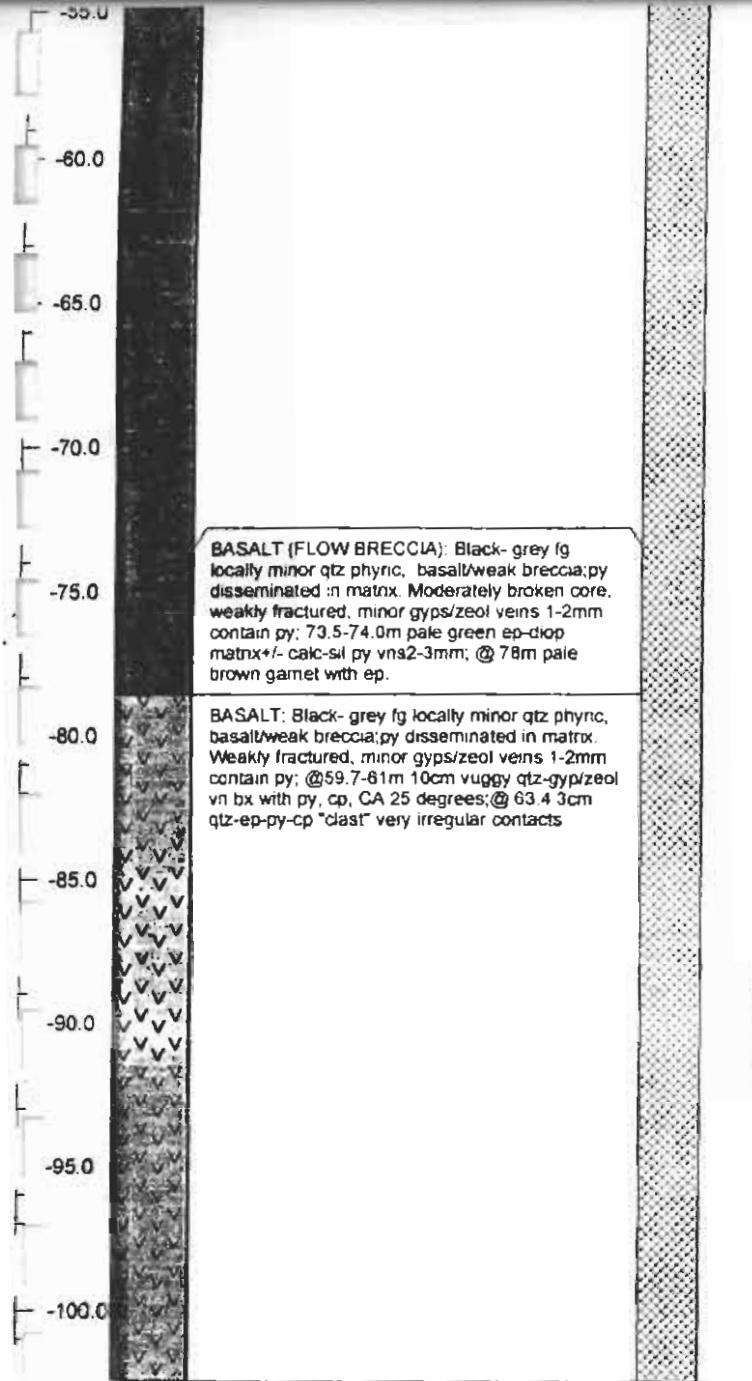 -55.0
-60.0
-65.0
-70.0
BASALT (FLOW BRECCIA): Black- grey fg
locally minor qtz phyric, basalt/weak breccia;py
disseminated in matrix. Moderately broken core,
weakly fractured, minor gyps/zeol veins 1-2mm
contain py; 73.5-74.0m pale green ep-diop
matnx+/- calc-sil py vns2-3mm; @ 78m pale
brown garnet with ep.
-75.0
BASALT: Black- grey fg locally minor qtz phyric,
basalt/weak breccia;py disseminated in matrix.
Weakly fractured, minor gyps/zeol veins 1-2mm
contain py; @59.7-61m 10cm vuggy qtz-gyp/zeol
vn bx with py, cp, CA 25 degrees;@ 63.4 3cm
qtz-ep-py-cp "clast" very irregular contacts
-80.0
-85.0
-90.0
-95.0
-100.0